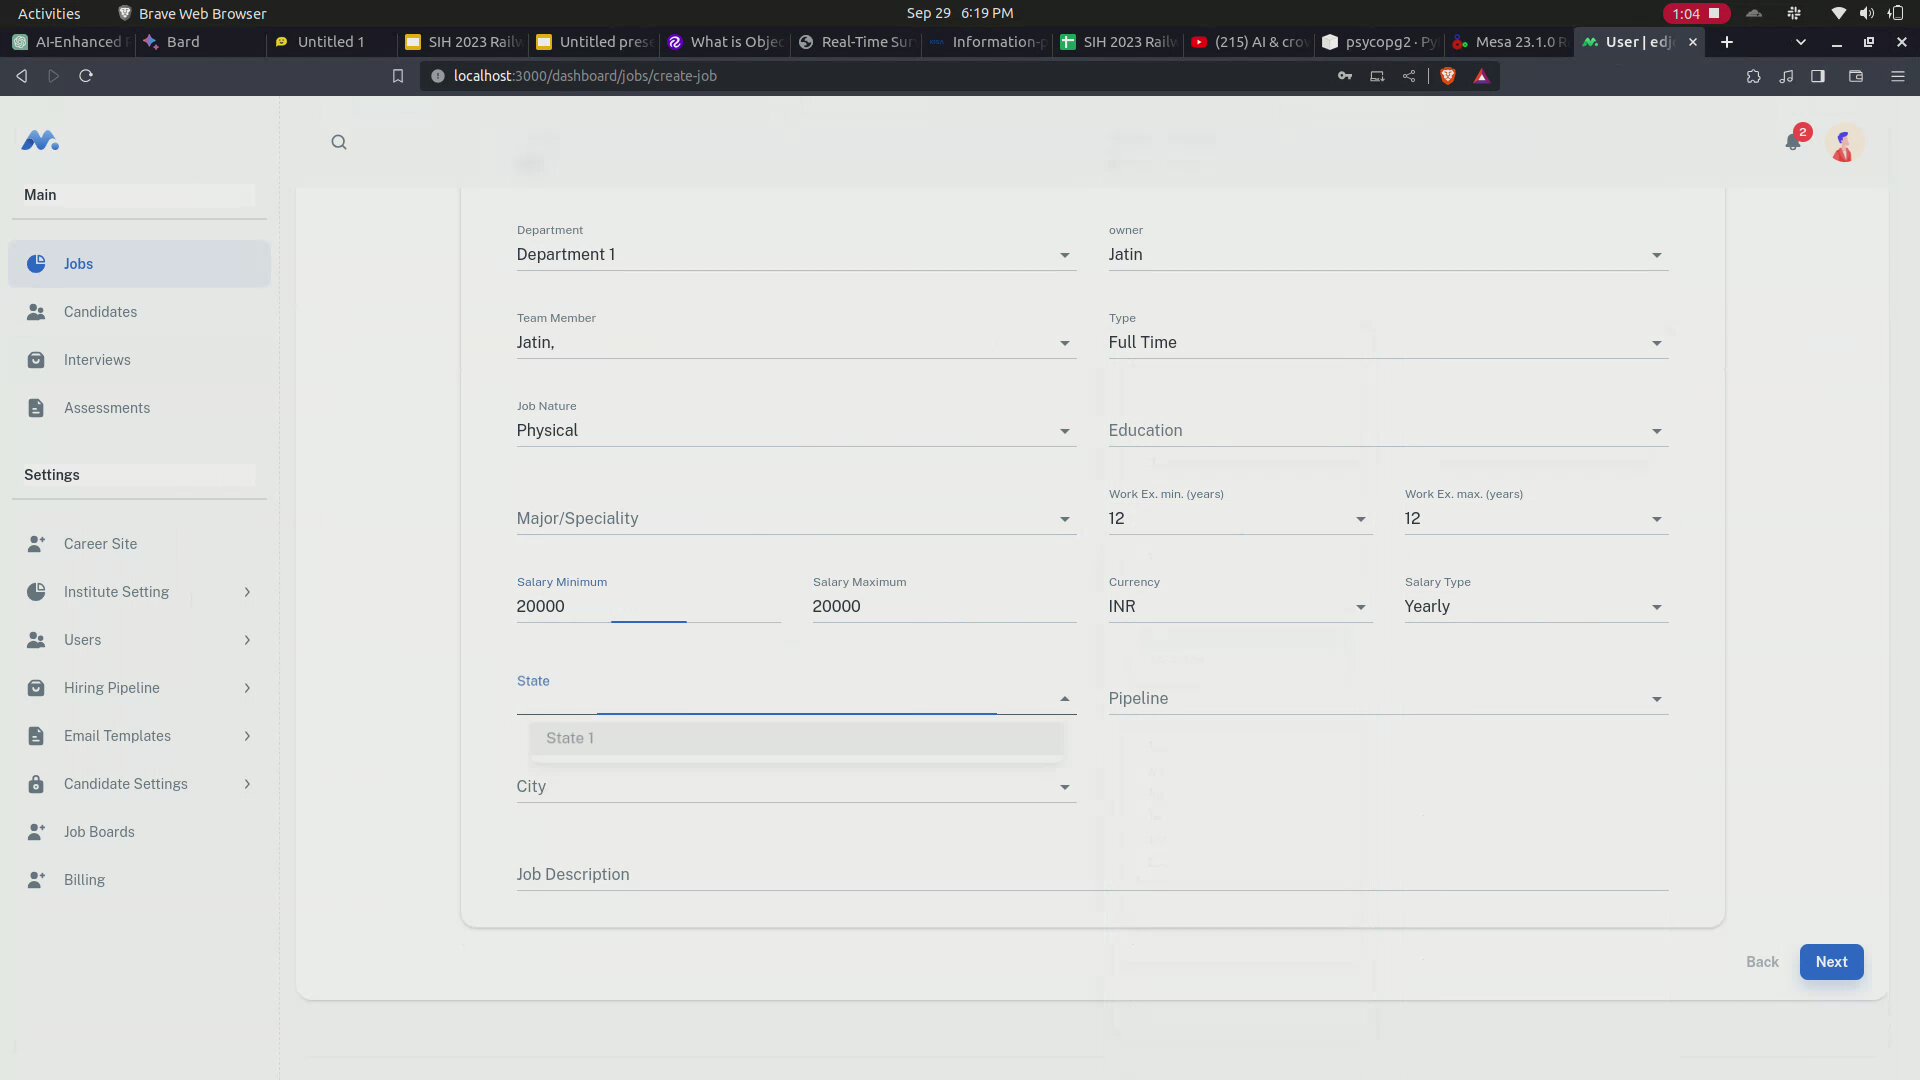 Activities Brave Web Browser Sep 29 6:19 PM 1:04
AI-Enhanced Bard Untitled 1 SIH 2023 Railw Untitled prese What is Objec Real-Time Sur Information-p SIH 2023 Railw (215) AI & crow psycopg2 · Py Mesa 23.1.0 R User | edj
localhost:3000/dashboard/jobs/create-job
2
Main
Jobs
Candidates
Interviews
Assessments
Settings
Career Site
Institute Setting
Users
Hiring Pipeline
Email Templates
Candidate Settings
Job Boards
Billing
Department owner
Department 1 Jatin
Team Member Type
Jatin, Full Time
Job Nature
Physical Education
Work Ex. min. (years) Work Ex. max. (years)
Major/Speciality 12 12
Salary Minimum Salary Maximum Currency Salary Type
20000 20000 INR Yearly
State
Pipeline
State 1
City
Job Description
Back Next